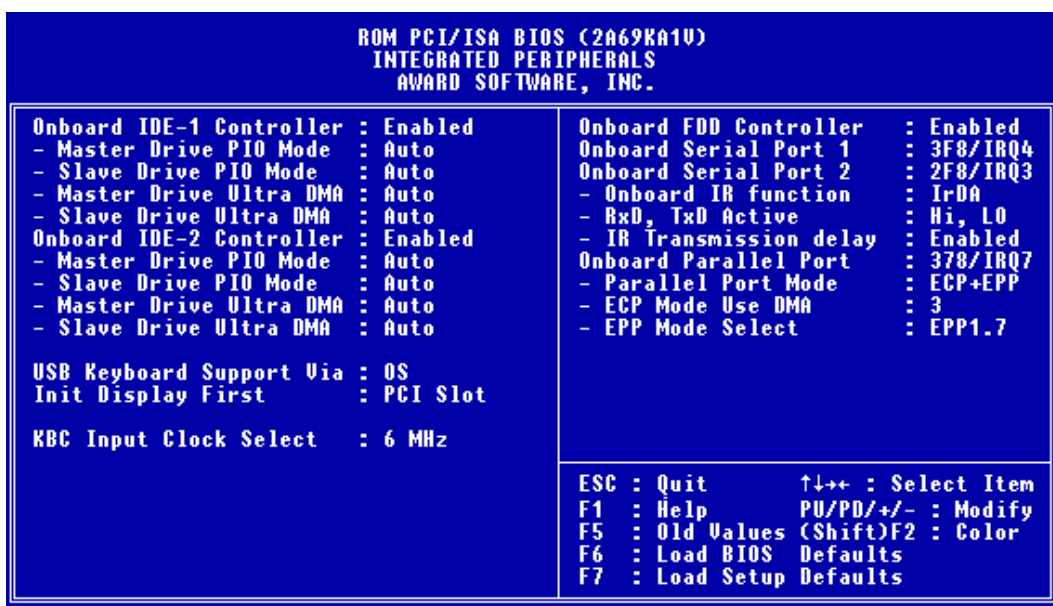 ROM PCI/ISA BIOS (2A69KA1V)
INTEGRATED PERIPHERALS
AWARD SOFTWARE, INC.
Onboard IDE-1 Controller : Enabled
- Master Drive PIO Mode : Auto
- Slave Drive PIO Mode : Auto
- Master Drive Ultra DMA : Auto
- Slave Drive Ultra DMA : Auto
Onboard IDE-2 Controller : Enabled
- Master Drive PIO Mode : Auto
- Slave Drive PIO Mode : Auto
- Master Drive Ultra DMA : Auto
- Slave Drive Ultra DMA : Auto
USB Keyboard Support Via : OS
Init Display First : PCI Slot
KBC Input Clock Select : 6 MHz
Onboard FDD Controller : Enabled
Onboard Serial Port 1 : 3F8/IRQ4
Onboard Serial Port 2 : 2F8/IRQ3
- Onboard IR function : IrDA
- RxD, TxD Active : Hi, LO
- IR Transmission delay : Enabled
Onboard Parallel Port : 378/IRQ7
- Parallel Port Mode : ECP+EPP
- ECP Mode Use DMA : 3
- EPP Mode Select : EPP1.7
ESC : Quit ↑↓→← : Select Item
F1 : Help PU/PD/+/- : Modify
F5 : Old Values (Shift)F2 : Color
F6 : Load BIOS Defaults
F7 : Load Setup Defaults